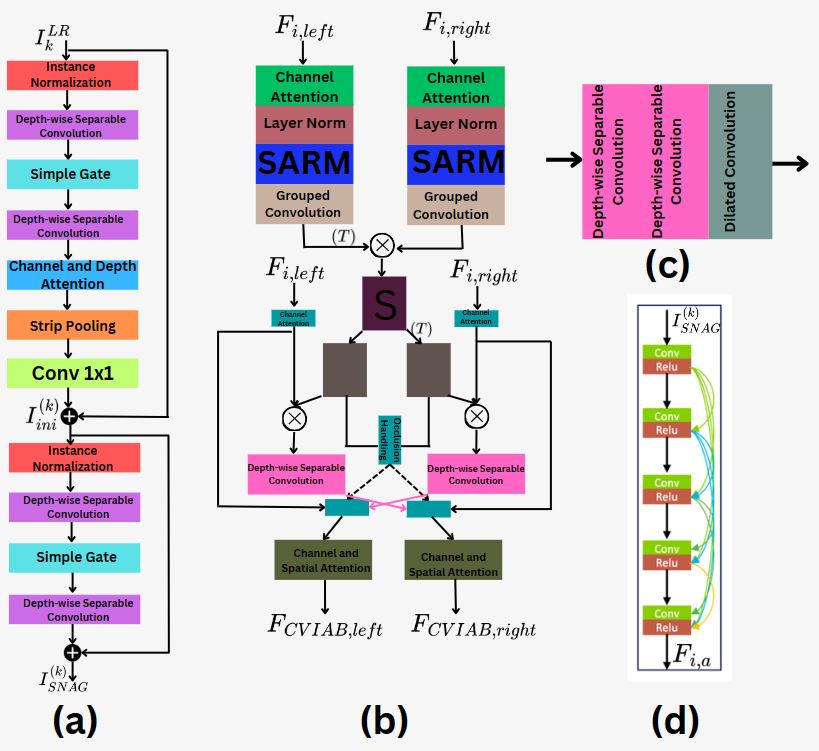 I_k^{LR}
Instance
Normalization
Depth-wise Separable
Convolution
Simple Gate
Depth-wise Separable
Convolution
Channel and Depth
Attention
Strip Pooling
Conv 1x1
I_{ini}^{(k)}
+
Instance
Normalization
Depth-wise Separable
Convolution
Simple Gate
Depth-wise Separable
Convolution
+
I_{SNAG}^{(k)}
(a)
F_{i,left}
F_{i,right}
Channel
Attention
Channel
Attention
Layer Norm
Layer Norm
SARM
SARM
Grouped
Convolution
Grouped
Convolution
(T)
×
F_{i,left}
F_{i,right}
Channel
Attention
S
Channel
Attention
(T)
×
×
Occlusion
Handling
Depth-wise Separable
Convolution
Depth-wise Separable
Convolution
Channel and
Spatial Attention
Channel and
Spatial Attention
F_{CVIAB,left}
F_{CVIAB,right}
(b)
Depth-wise Separable
Convolution
Depth-wise Separable
Convolution
Dilated Convolution
(c)
I_{SNAG}^{(k)}
Conv
Relu
Conv
Relu
Conv
Relu
Conv
Relu
Conv
Relu
F_{i,a}
(d)